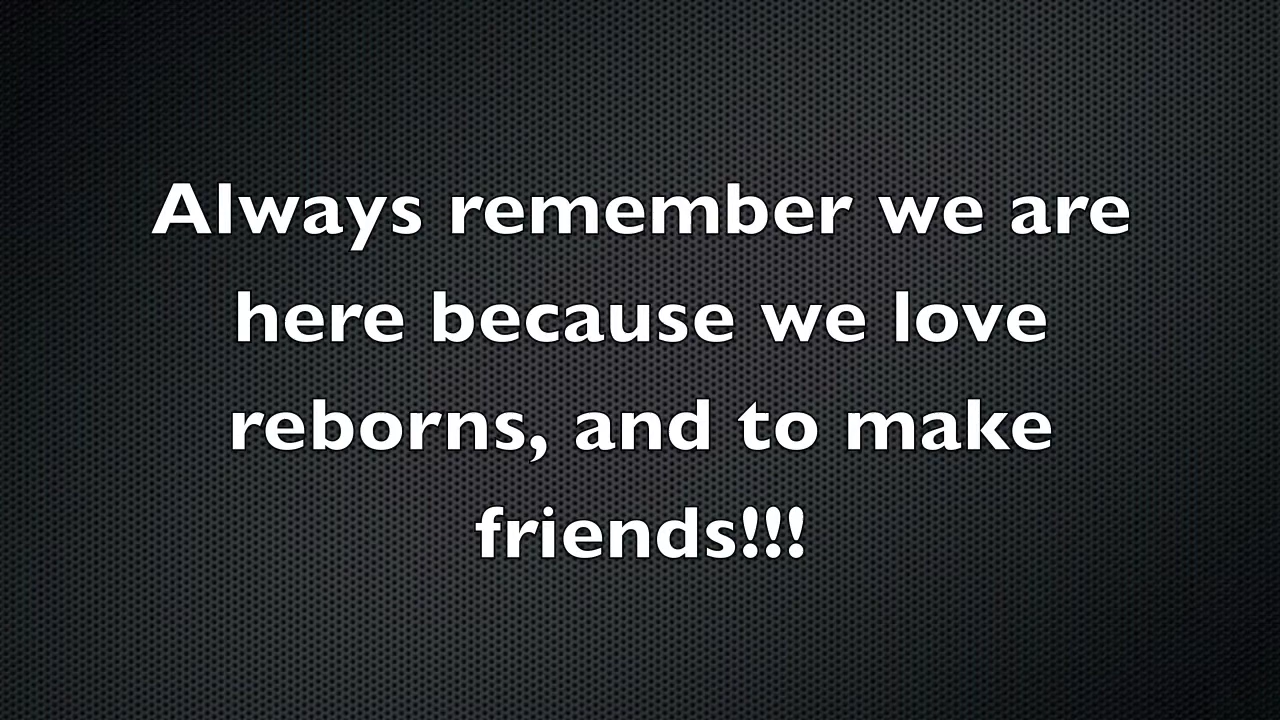 Always remember we are
here because we love
reborns, and to make
friends!!!